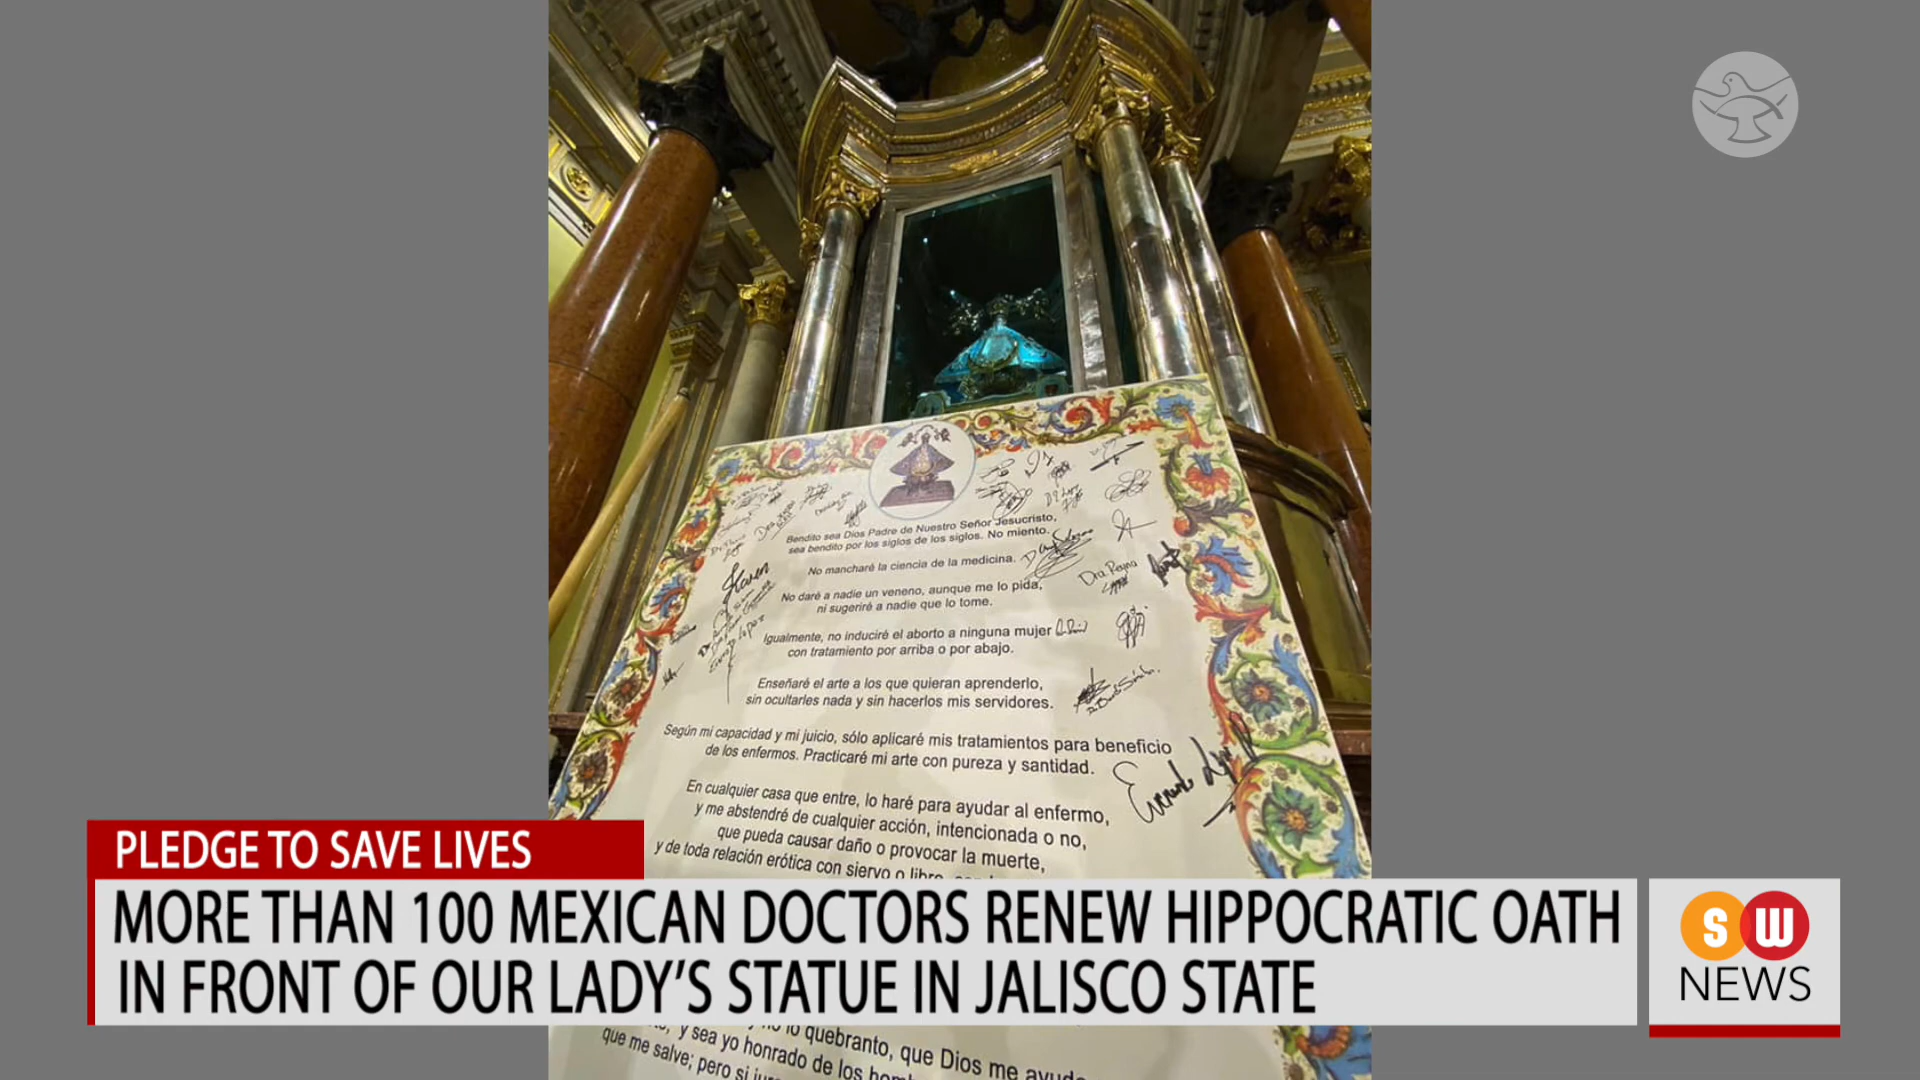 Bendito sea Dios Padre de Nuestro Señor Jesucristo,
sea bendito por los siglos de los siglos. No miento.
No mancharé la ciencia de la medicina.
No daré a nadie un veneno, aunque me lo pida,
ni sugeriré a nadie que lo tome.
Igualmente, no induciré el aborto a ninguna mujer
con tratamiento por arriba o por abajo.
Enseñaré el arte a los que quieran aprenderlo,
sin ocultarles nada y sin hacerlos mis servidores.
Según mi capacidad y mi juicio, sólo aplicaré mis tratamientos para beneficio
de los enfermos. Practicaré mi arte con pureza y santidad.
En cualquier casa que entre, lo haré para ayudar al enfermo,
y me abstendré de cualquier acción, intencionada o no,
que pueda causar daño o provocar la muerte,
y de toda relación erótica con siervo o libre,
Karen
Dra Reyna
PLEDGE TO SAVE LIVES
MORE THAN 100 MEXICAN DOCTORS RENEW HIPPOCRATIC OATH
IN FRONT OF OUR LADY'S STATUE IN JALISCO STATE
SW
NEWS
lo quebranto, que Dios me ayude
y sea yo honrado de los
que me salve; pero si